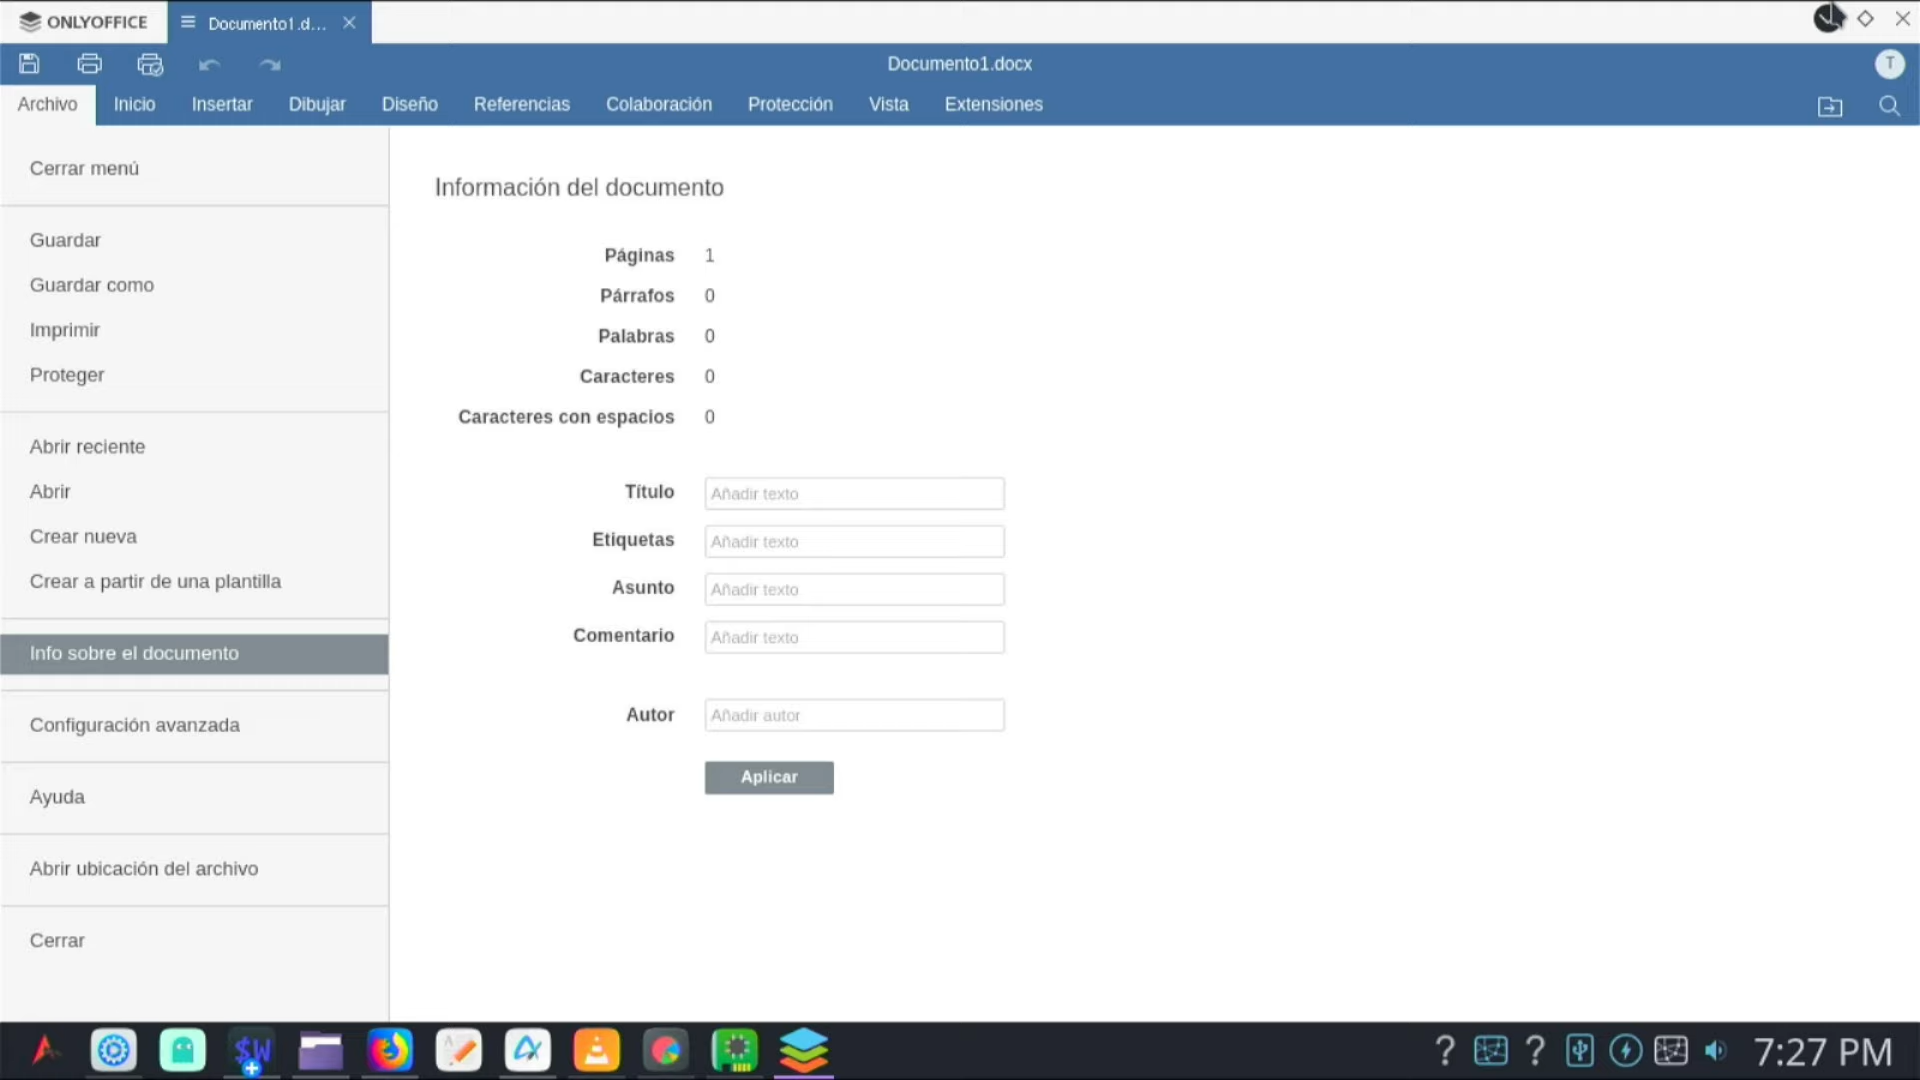 ONLYOFFICE
Documento1.d...
Documento1.docx
T
Archivo Inicio Insertar Dibujar Diseño Referencias Colaboración Protección Vista Extensiones
Cerrar menú
Guardar
Guardar como
Imprimir
Proteger
Abrir reciente
Abrir
Crear nueva
Crear a partir de una plantilla
Info sobre el documento
Configuración avanzada
Ayuda
Abrir ubicación del archivo
Cerrar
Información del documento
Páginas 1
Párrafos 0
Palabras 0
Caracteres 0
Caracteres con espacios 0
Título Añadir texto
Etiquetas Añadir texto
Asunto Añadir texto
Comentario Añadir texto
Autor Añadir autor
Aplicar
$W
? ? 7:27 PM